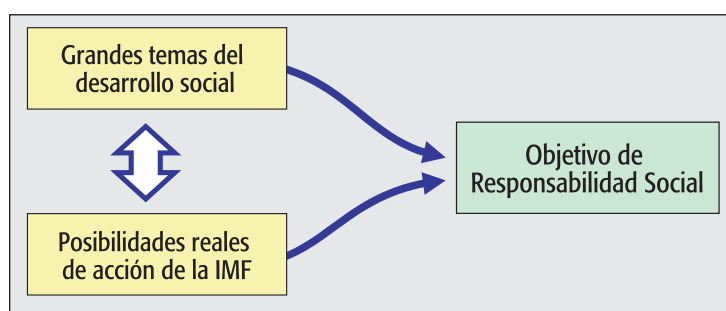 Grandes temas del
desarrollo social
Objetivo de
Responsabilidad Social
Posibilidades reales
de acción de la IMF